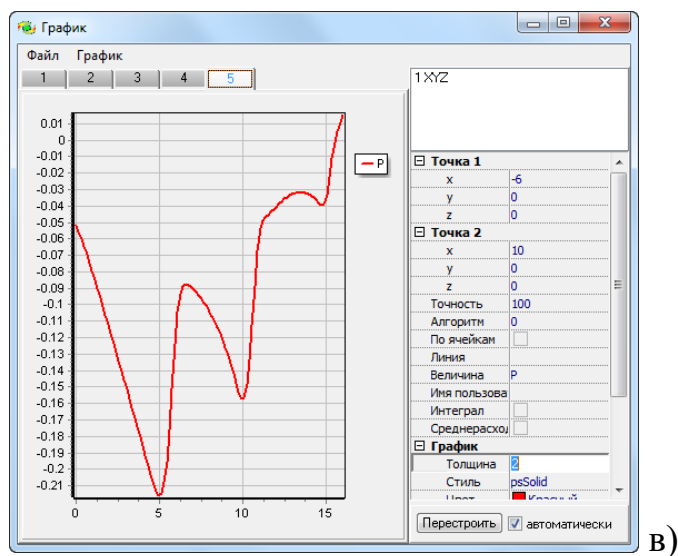 График
Файл График
1 2 3 4 5
1 XYZ
0.01
0
-0.01
-0.02
-0.03
-0.04
-0.05
-0.06
-0.07
-0.08
-0.09
-0.1
-0.11
-0.12
-0.13
-0.14
-0.15
-0.16
-0.17
-0.18
-0.19
-0.2
-0.21
0 5 10 15
P
Точка 1
x -6
y 0
z 0
Точка 2
x 10
y 0
z 0
Точность 100
Алгоритм 0
По ячейкам
Линия
Величина P
Имя пользова
Интеграл
Среднерасхо
График
Толщина 2
Стиль psSolid
Цвет Красный
Перестроить автоматически
в)